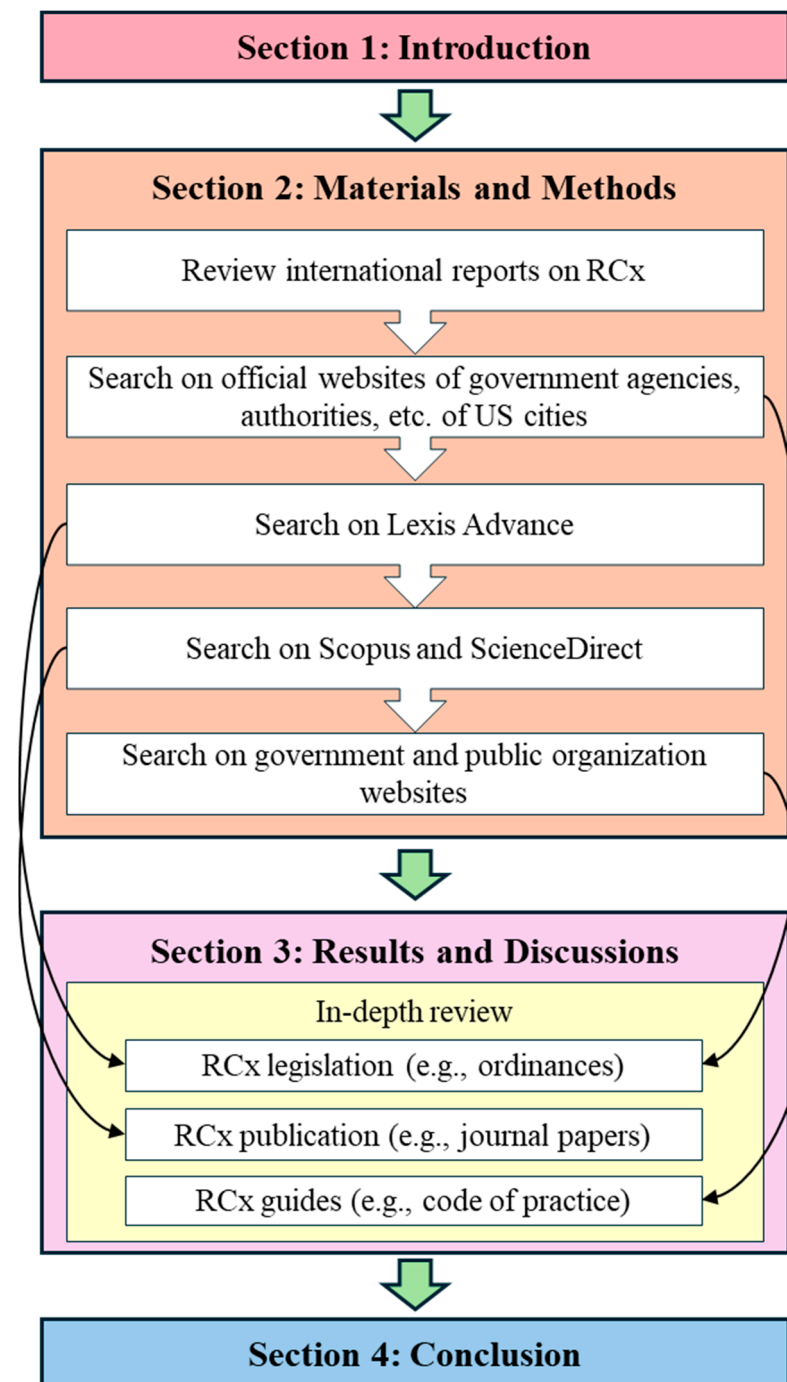 Section 1: Introduction
Section 2: Materials and Methods
Review international reports on RCx
Search on official websites of government agencies,
authorities, etc. of US cities
Search on Lexis Advance
Search on Scopus and ScienceDirect
Search on government and public organization
websites
Section 3: Results and Discussions
In-depth review
RCx legislation (e.g., ordinances)
RCx publication (e.g., journal papers)
RCx guides (e.g., code of practice)
Section 4: Conclusion